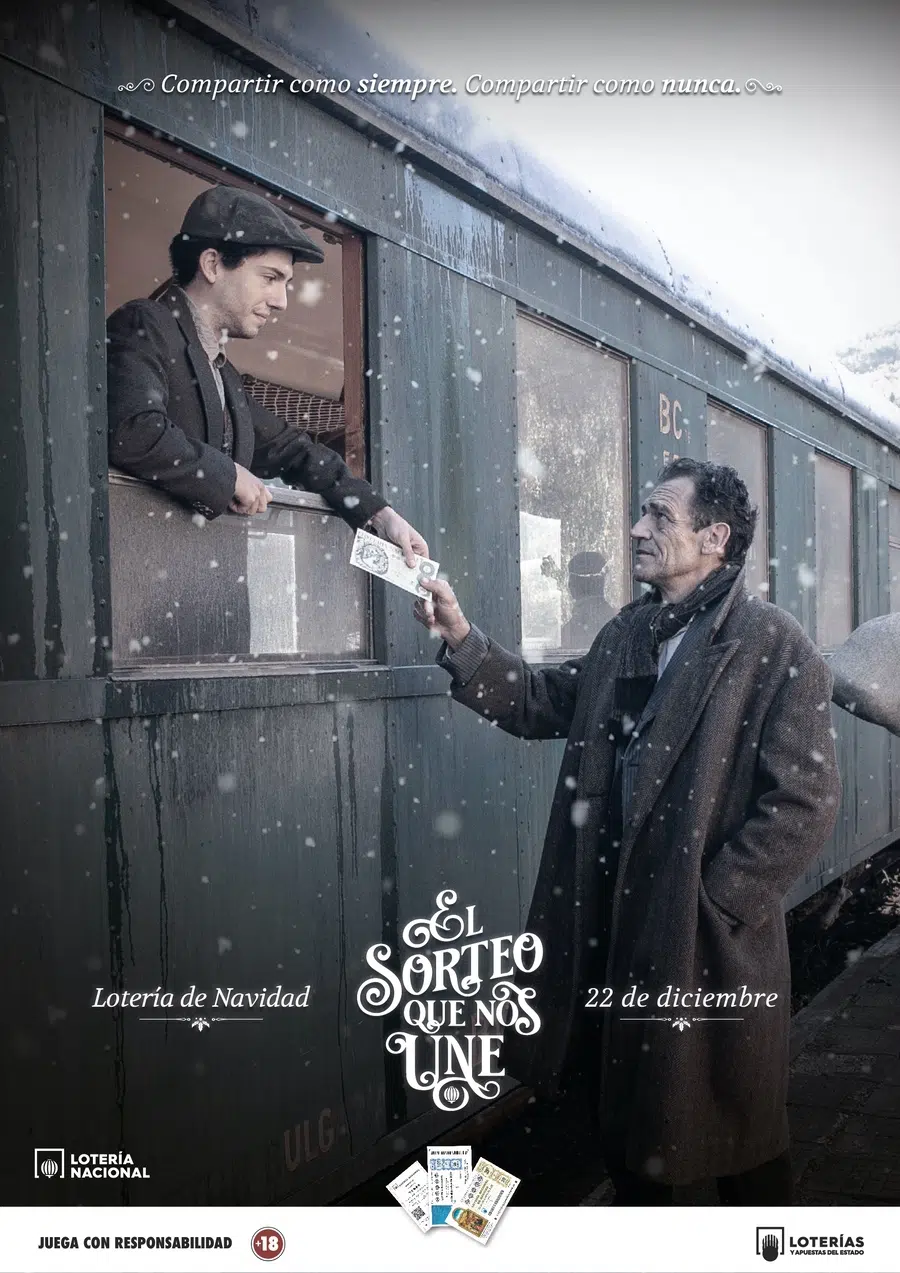 Compartir como siempre. Compartir como nunca.
BC
EL
SORTEO
QUE NOS
UNE
Lotería de Navidad
22 de diciembre
ULG.
LOTERÍA
NACIONAL
JUEGA CON RESPONSABILIDAD
+18
LOTERÍAS
Y APUESTAS DEL ESTADO